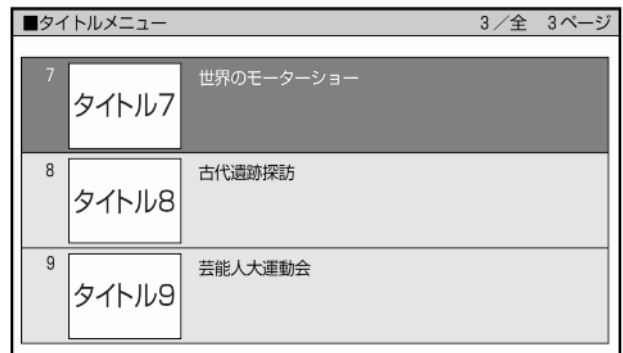 ■タイトルメニュー 3／全 3ページ
7 タイトル7 世界のモーターショー
8 タイトル8 古代遺跡探訪
9 タイトル9 芸能人大運動会